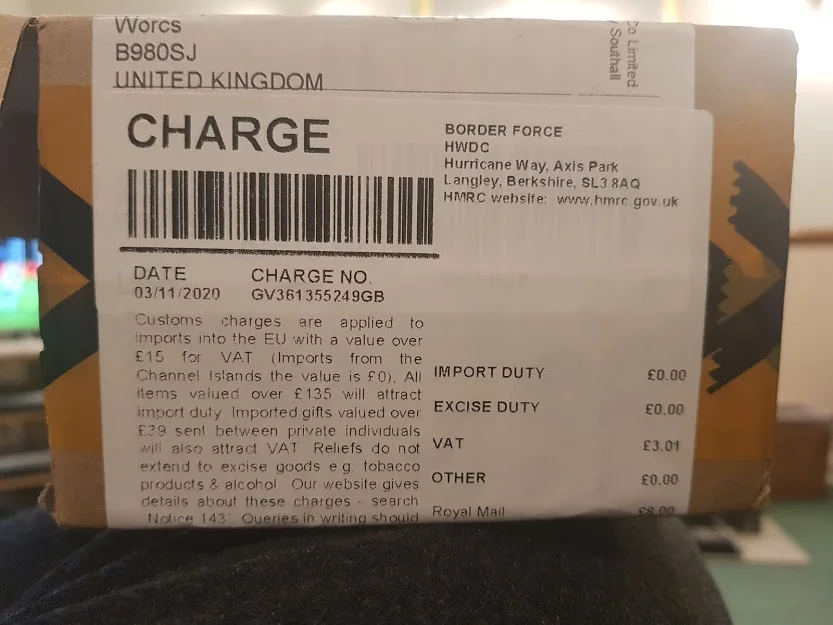 Worcs
B980SJ
UNITED KINGDOM
Co Limited
Southall
CHARGE
BORDER FORCE
HWDC
Hurricane Way, Axis Park
Langley, Berkshire, SL3 8AQ
HMRC website: www.hmrc.gov.uk
DATE CHARGE NO.
03/11/2020 GV361355249GB
Customs charges are applied to
imports into the EU with a value over
£15 for VAT (Imports from the
Channel Islands the value is £0), All
items valued over £135 will attract
import duty. Imported gifts valued over
£39 sent between private individuals
will also attract VAT Reliefs do not
extend to excise goods e.g. tobacco
products & alcohol Our website gives
details about these charges - search
"Notice 143" Queries in writing should
IMPORT DUTY £0.00
EXCISE DUTY £0.00
VAT £3.01
OTHER £0.00
Royal Mail £8.00